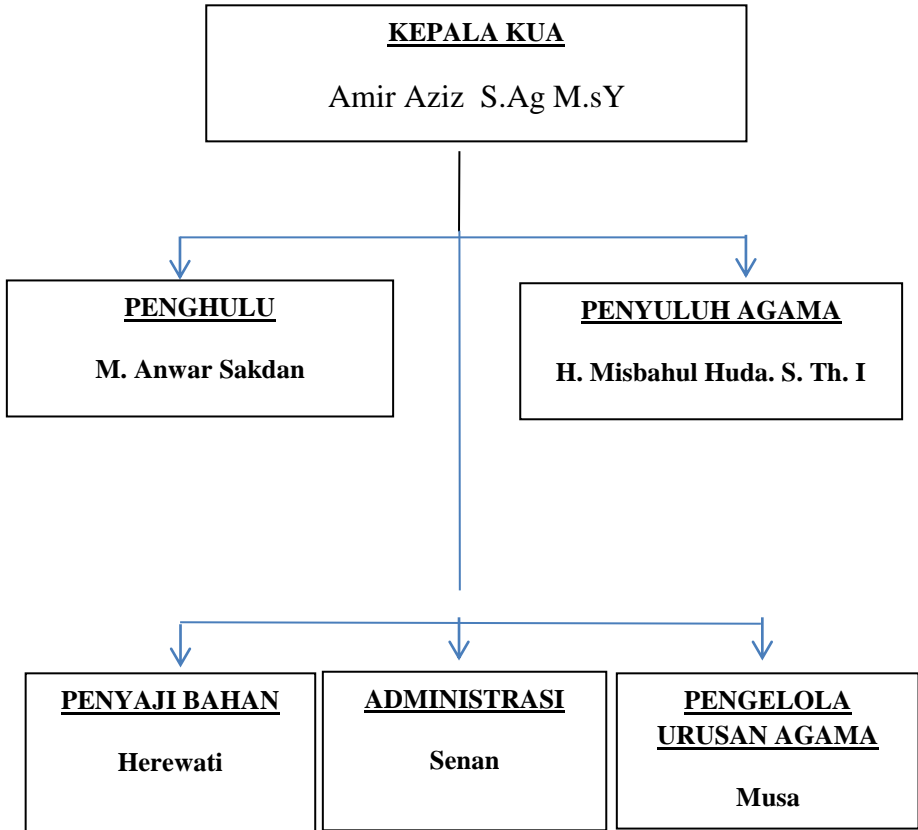 KEPALA KUA
Amir Aziz S.Ag M.sY
PENGHULU
M. Anwar Sakdan
PENYULUH AGAMA
H. Misbahul Huda. S. Th. I
PENYAJI BAHAN
Herewati
ADMINISTRASI
Senan
PENGELOLA
URUSAN AGAMA
Musa